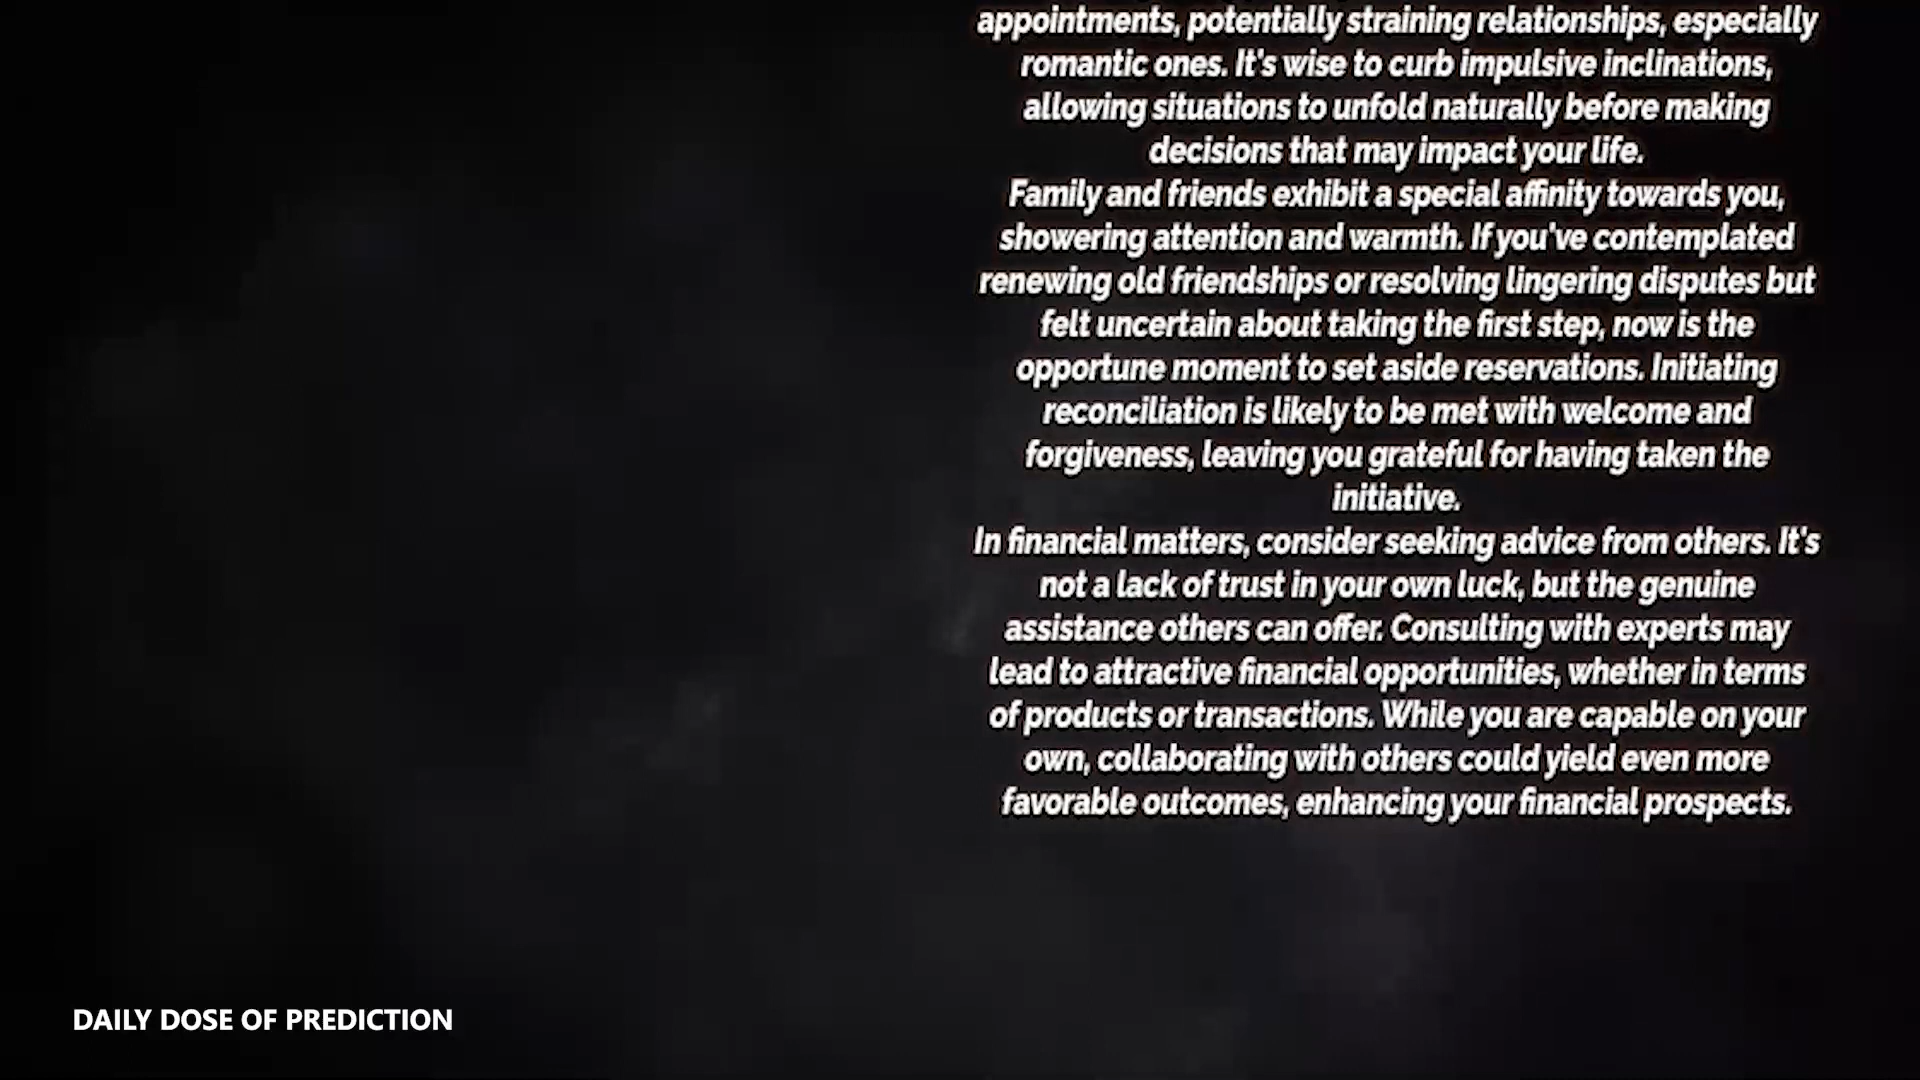 appointments, potentially straining relationships, especially
romantic ones. It's wise to curb impulsive inclinations,
allowing situations to unfold naturally before making
decisions that may impact your life.
Family and friends exhibit a special affinity towards you,
showering attention and warmth. If you've contemplated
renewing old friendships or resolving lingering disputes but
felt uncertain about taking the first step, now is the
opportune moment to set aside reservations. Initiating
reconciliation is likely to be met with welcome and
forgiveness, leaving you grateful for having taken the
initiative.
In financial matters, consider seeking advice from others. It's
not a lack of trust in your own luck, but the genuine
assistance others can offer. Consulting with experts may
lead to attractive financial opportunities, whether in terms
of products or transactions. While you are capable on your
own, collaborating with others could yield even more
favorable outcomes, enhancing your financial prospects.
DAILY DOSE OF PREDICTION